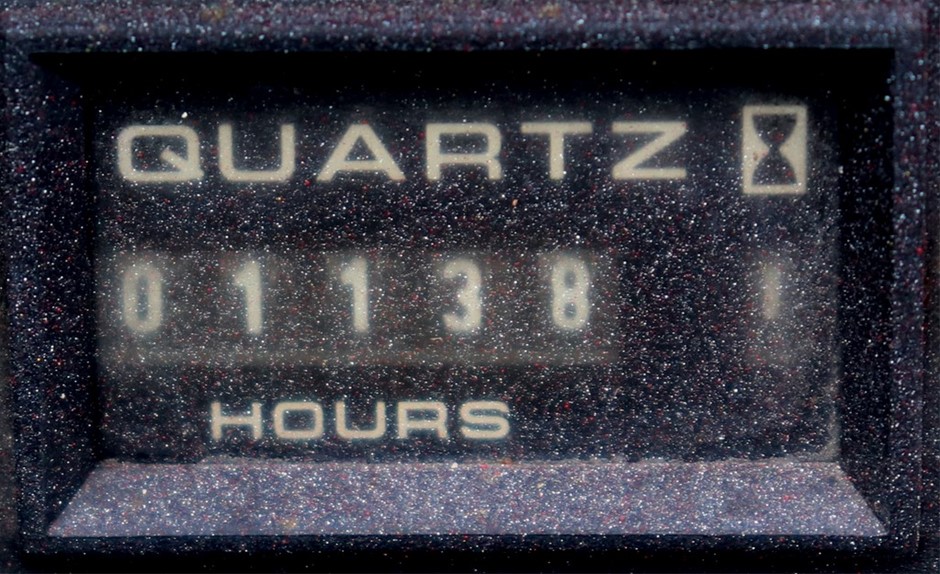 QUARTZ
01138 1
HOURS